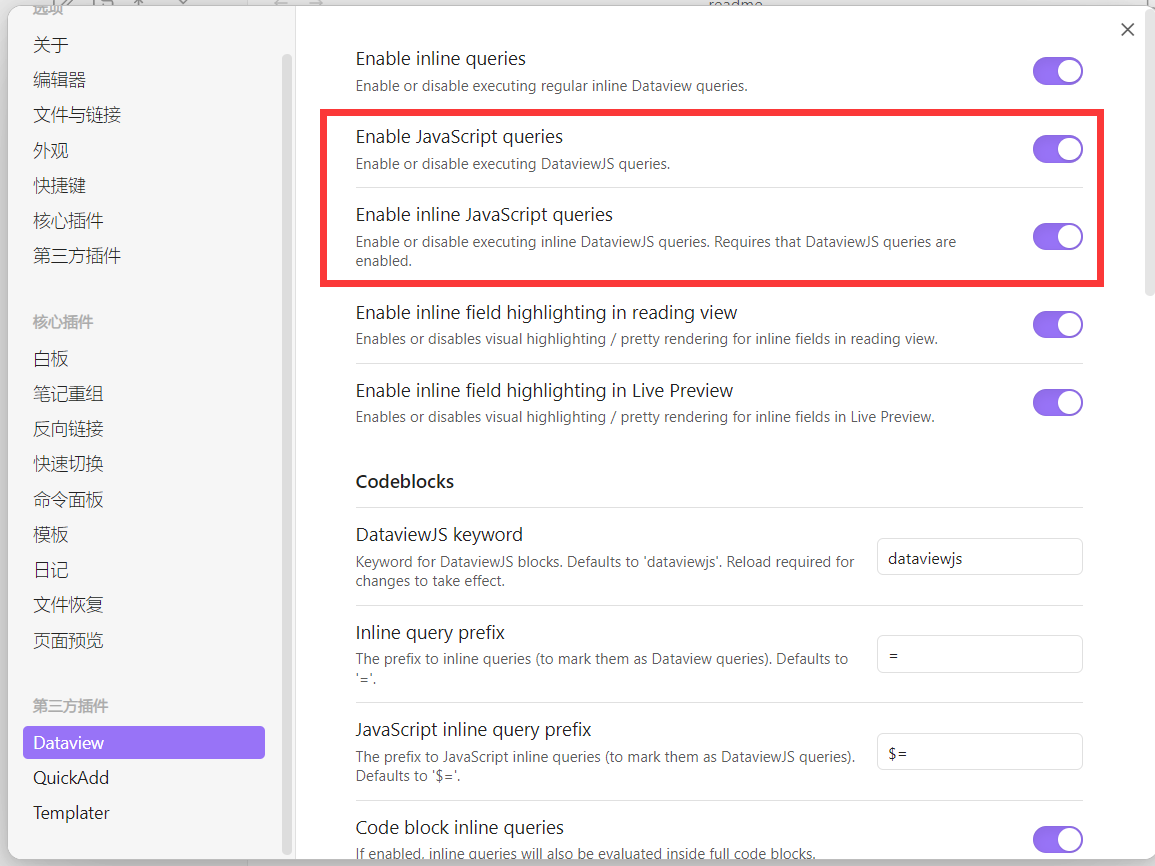 readme
选项
关于
编辑器
文件与链接
外观
快捷键
核心插件
第三方插件
核心插件
白板
笔记重组
反向链接
快速切换
命令面板
模板
日记
文件恢复
页面预览
第三方插件
Dataview
QuickAdd
Templater
Enable inline queries
Enable or disable executing regular inline Dataview queries.
Enable JavaScript queries
Enable or disable executing DataviewJS queries.
Enable inline JavaScript queries
Enable or disable executing inline DataviewJS queries. Requires that DataviewJS queries are
enabled.
Enable inline field highlighting in reading view
Enables or disables visual highlighting / pretty rendering for inline fields in reading view.
Enable inline field highlighting in Live Preview
Enables or disables visual highlighting / pretty rendering for inline fields in Live Preview.
Codeblocks
DataviewJS keyword
Keyword for DataviewJS blocks. Defaults to 'dataviewjs'. Reload required for
changes to take effect.
dataviewjs
Inline query prefix
The prefix to inline queries (to mark them as Dataview queries). Defaults to
'='.
=
JavaScript inline query prefix
The prefix to JavaScript inline queries (to mark them as DataviewJS queries).
Defaults to '$='.
$=
Code block inline queries
If enabled, inline queries will also be evaluated inside full code blocks.